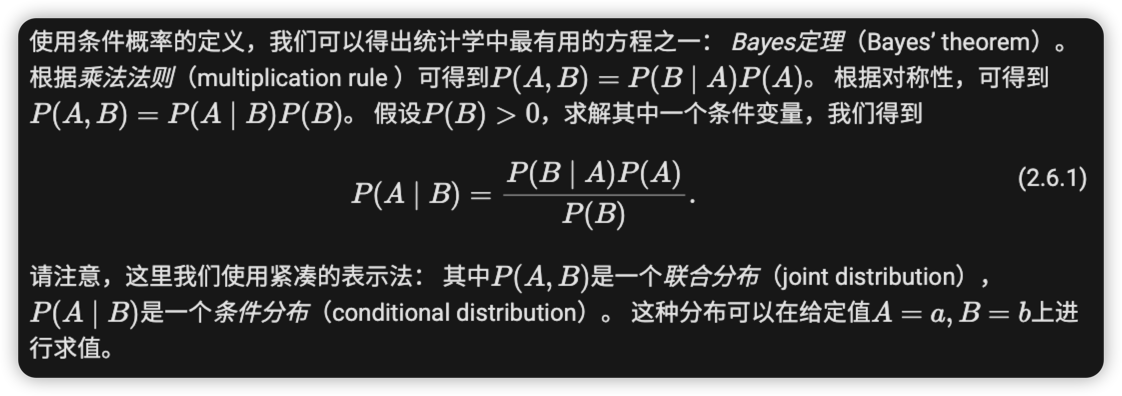 使用条件概率的定义，我们可以得出统计学中最有用的方程之一： Bayes定理（Bayes’ theorem）。
根据乘法法则（multiplication rule ）可得到P(A, B) = P(B | A)P(A)。 根据对称性，可得到
P(A, B) = P(A | B)P(B)。 假设P(B) > 0，求解其中一个条件变量，我们得到
P(A | B) = \frac{P(B | A)P(A)}{P(B)}. (2.6.1)
请注意，这里我们使用紧凑的表示法： 其中P(A, B)是一个联合分布（joint distribution），
P(A | B)是一个条件分布（conditional distribution）。 这种分布可以在给定值A = a, B = b上进
行求值。